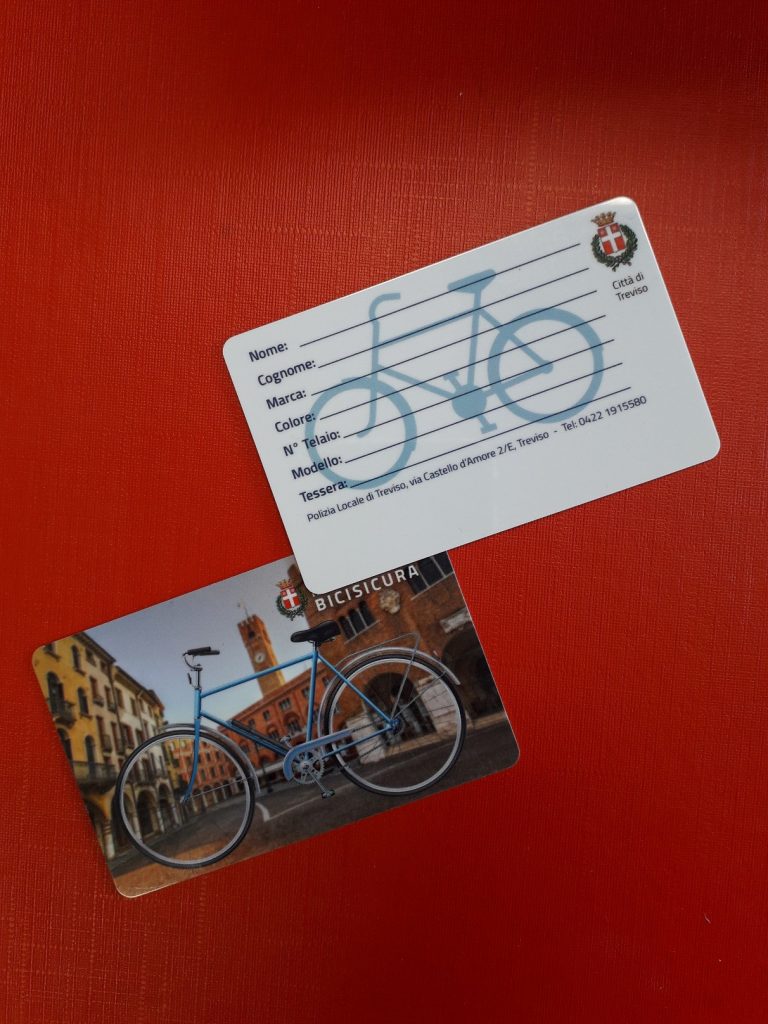 Città di
Treviso
Nome:
Cognome:
Marca:
Colore:
N° Telaio:
Modello:
Tessera:
Polizia Locale di Treviso, via Castello d'Amore 2/E, Treviso - Tel: 0422 1915580
BICISICURA